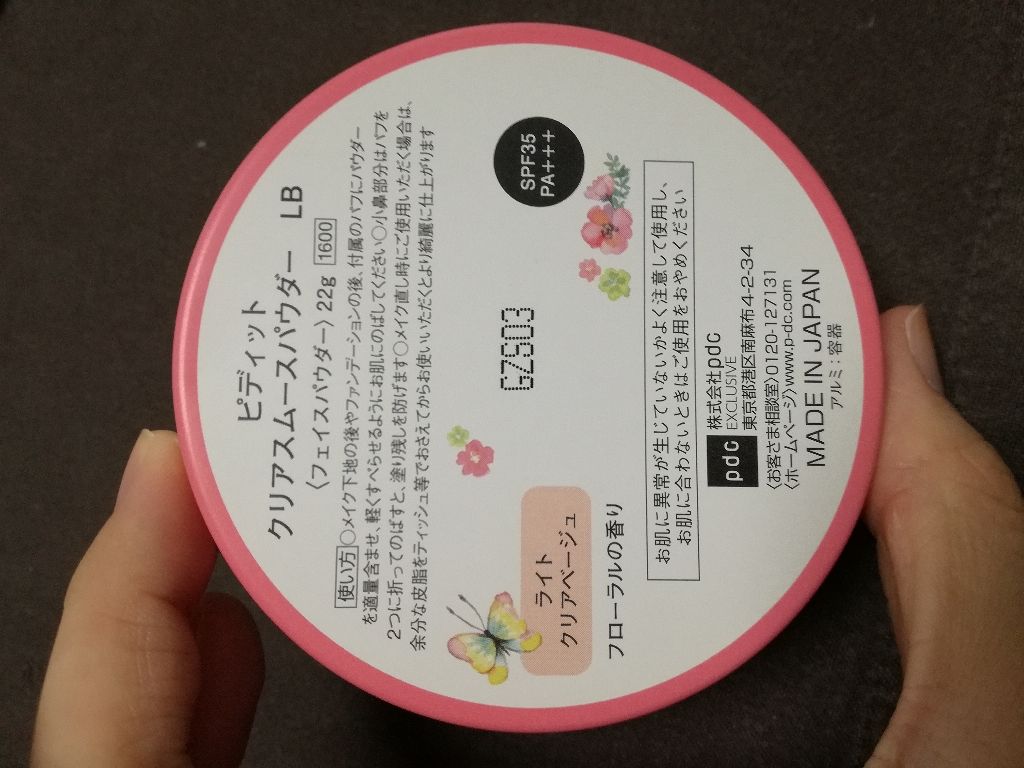 ピディット
クリアスムースパウダー LB
〈フェイスパウダー〉22g 1600
使い方 ○メイク下地の後やファンデーションの後、付属のパフにパウダー
を適量含ませ、軽くすべらせるようにお肌にのばしてください○小鼻部分はパフを
2つに折ってのばすと、塗り残しを防げます○メイク直し時にご使用いただく場合は、
余分な皮脂をティッシュ等でおさえてからお使いいただくとより綺麗に仕上がります
SPF35
PA+++
GZ503
ライト
クリアベージュ
フローラルの香り
お肌に異常が生じていないかよく注意して使用し、
お肌に合わないときはご使用をおやめください
pdc
株式会社pdc
EXCLUSIVE
東京都港区南麻布4-2-34
〈お客さま相談室〉0120-127131
〈ホームページ〉www.p-dc.com
MADE IN JAPAN
アルミ:容器